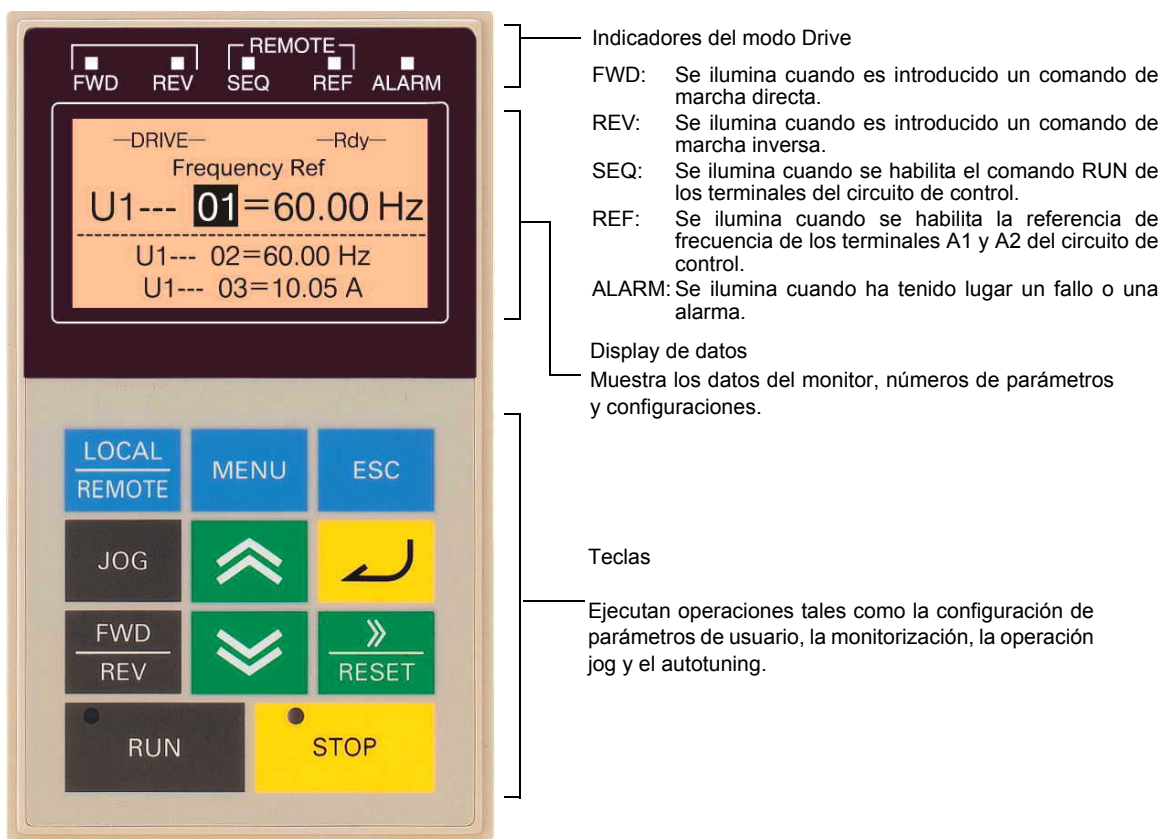 REMOTE
FWD REV SEQ REF ALARM
—DRIVE— —Rdy—
Frequency Ref
U1--- 01=60.00 Hz
U1--- 02=60.00 Hz
U1--- 03=10.05 A
LOCAL
REMOTE
MENU
ESC
JOG
FWD
REV
RESET
RUN
STOP
Indicadores del modo Drive
FWD: Se ilumina cuando es introducido un comando de
marcha directa.
REV: Se ilumina cuando es introducido un comando de
marcha inversa.
SEQ: Se ilumina cuando se habilita el comando RUN de
los terminales del circuito de control.
REF: Se ilumina cuando se habilita la referencia de
frecuencia de los terminales A1 y A2 del circuito de
control.
ALARM: Se ilumina cuando ha tenido lugar un fallo o una
alarma.
Display de datos
Muestra los datos del monitor, números de parámetros
y configuraciones.
Teclas
Ejecutan operaciones tales como la configuración de
parámetros de usuario, la monitorización, la operación
jog y el autotuning.